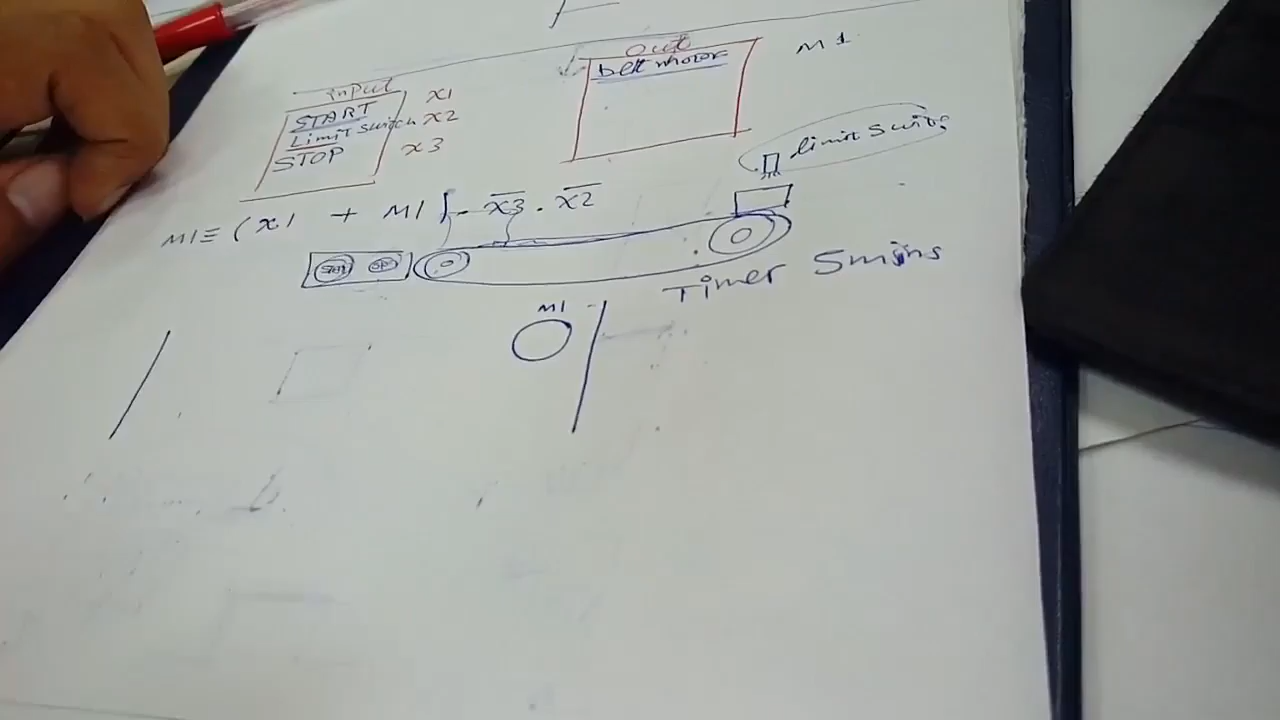 input
START x1
Limit switch x2
STOP x3
out
belt motor
M1
limit Switc
M1 = (x1 + M1). x3. x2
Timer 5mins
M1